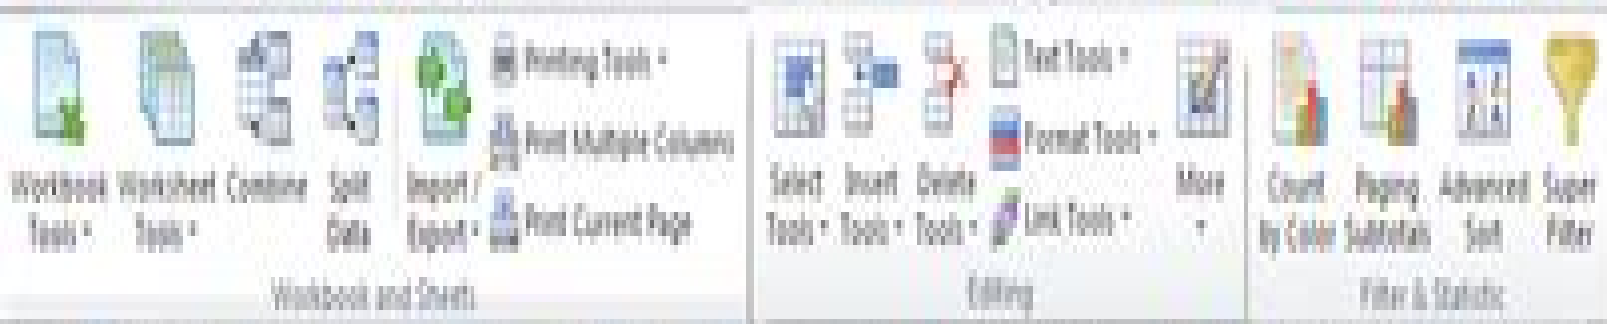 Workbook Tools
Worksheet Tools
Combine
Split Data
Import / Export
Printing Tools
Print Multiple Columns
Print Current Page
Workbook and Sheets
Select Tools
Insert Tools
Delete Tools
Text Tools
Format Tools
Link Tools
More
Editing
Count by Color
Paging Subtotals
Advanced Sort
Super Filter
Filter & Statistic